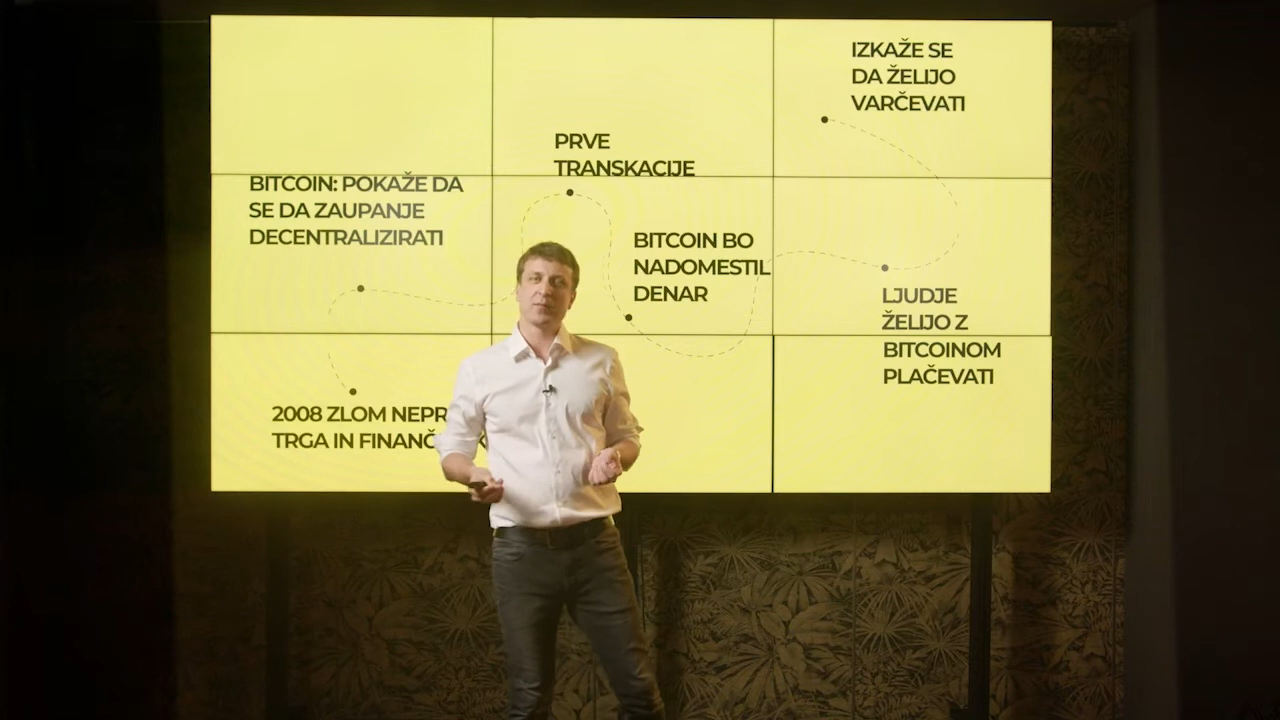 IZKAŽE SE
DA ŽELIJO
VARČEVATI
PRVE
TRANSKACIJE
BITCOIN: POKAŽE DA
SE DA ZAUPANJE
DECENTRALIZIRATI
BITCOIN BO
NADOMESTIL
DENAR
LJUDJE
ŽELIJO Z
BITCOINOM
PLAČEVATI
2008 ZLOM
TRGA IN